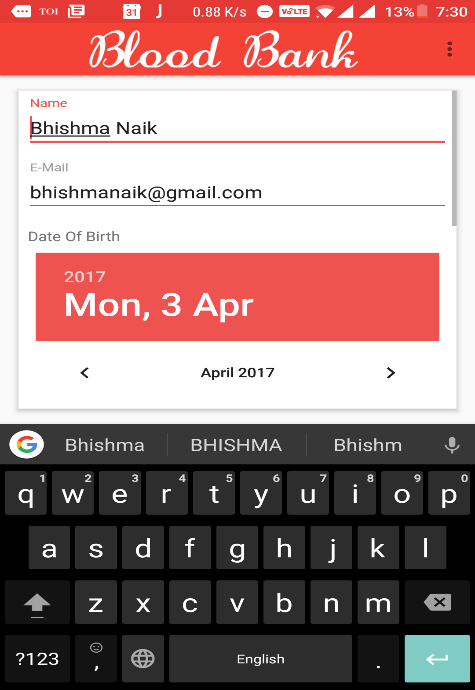 TOI 31 J 0.88 K/s VoLTE 13% 7:30
Blood Bank
Name
Bhishma Naik
E-Mail
bhishmanaik@gmail.com
Date Of Birth
2017
Mon, 3 Apr
April 2017
G Bhishma BHISHMA Bhishm
1 2 3 4 5 6 7 8 9 0
q w e r t y u i o p
a s d f g h j k l
z x c v b n m
?123 , English .